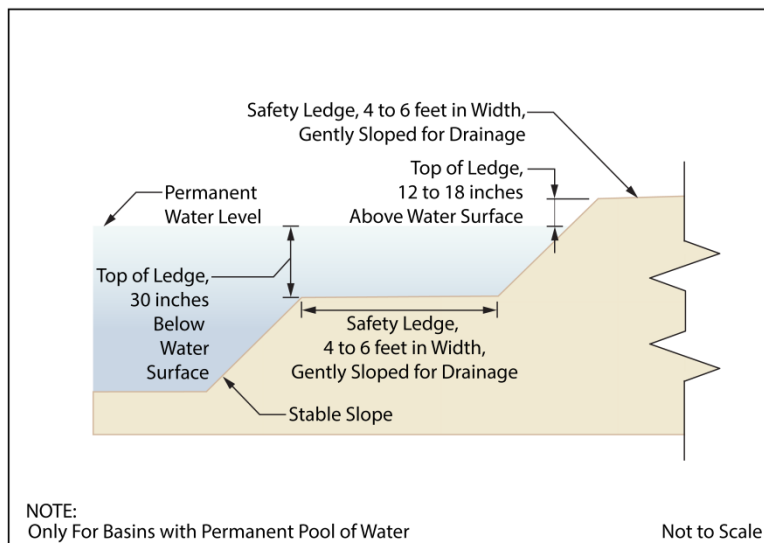 Safety Ledge, 4 to 6 feet in Width,
Gently Sloped for Drainage
Top of Ledge,
12 to 18 inches
Above Water Surface
Permanent
Water Level
Top of Ledge,
30 inches
Below
Water
Surface
Safety Ledge,
4 to 6 feet in Width,
Gently Sloped for Drainage
Stable Slope
NOTE:
Only For Basins with Permanent Pool of Water
Not to Scale